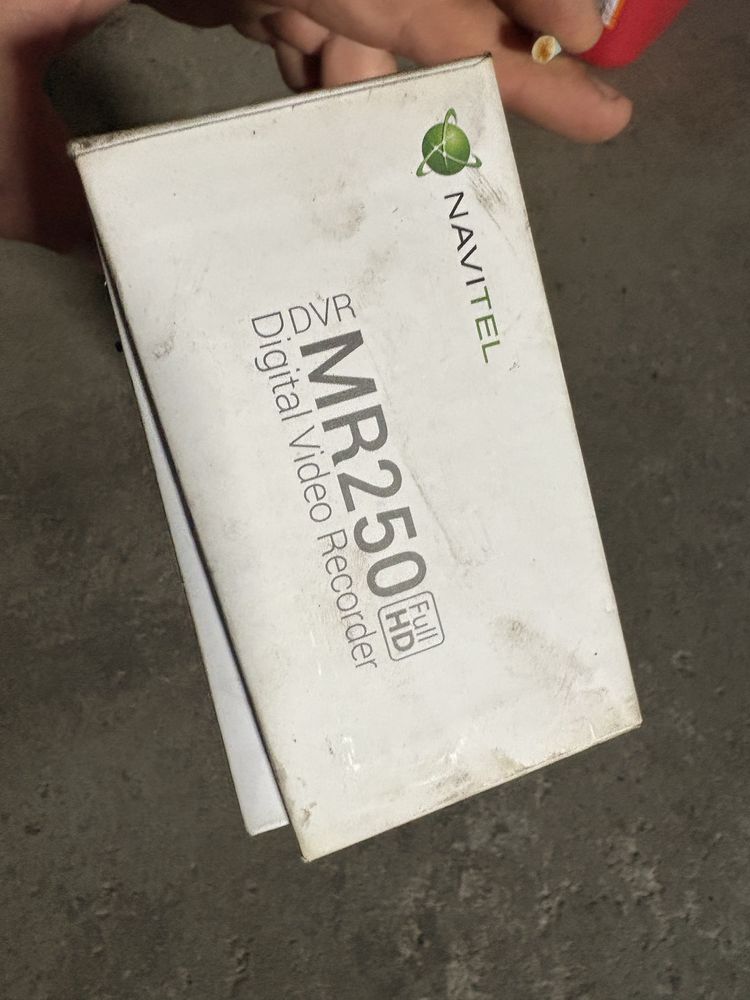 NAVITEL
DVR
MR250 Full HD
Digital Video Recorder